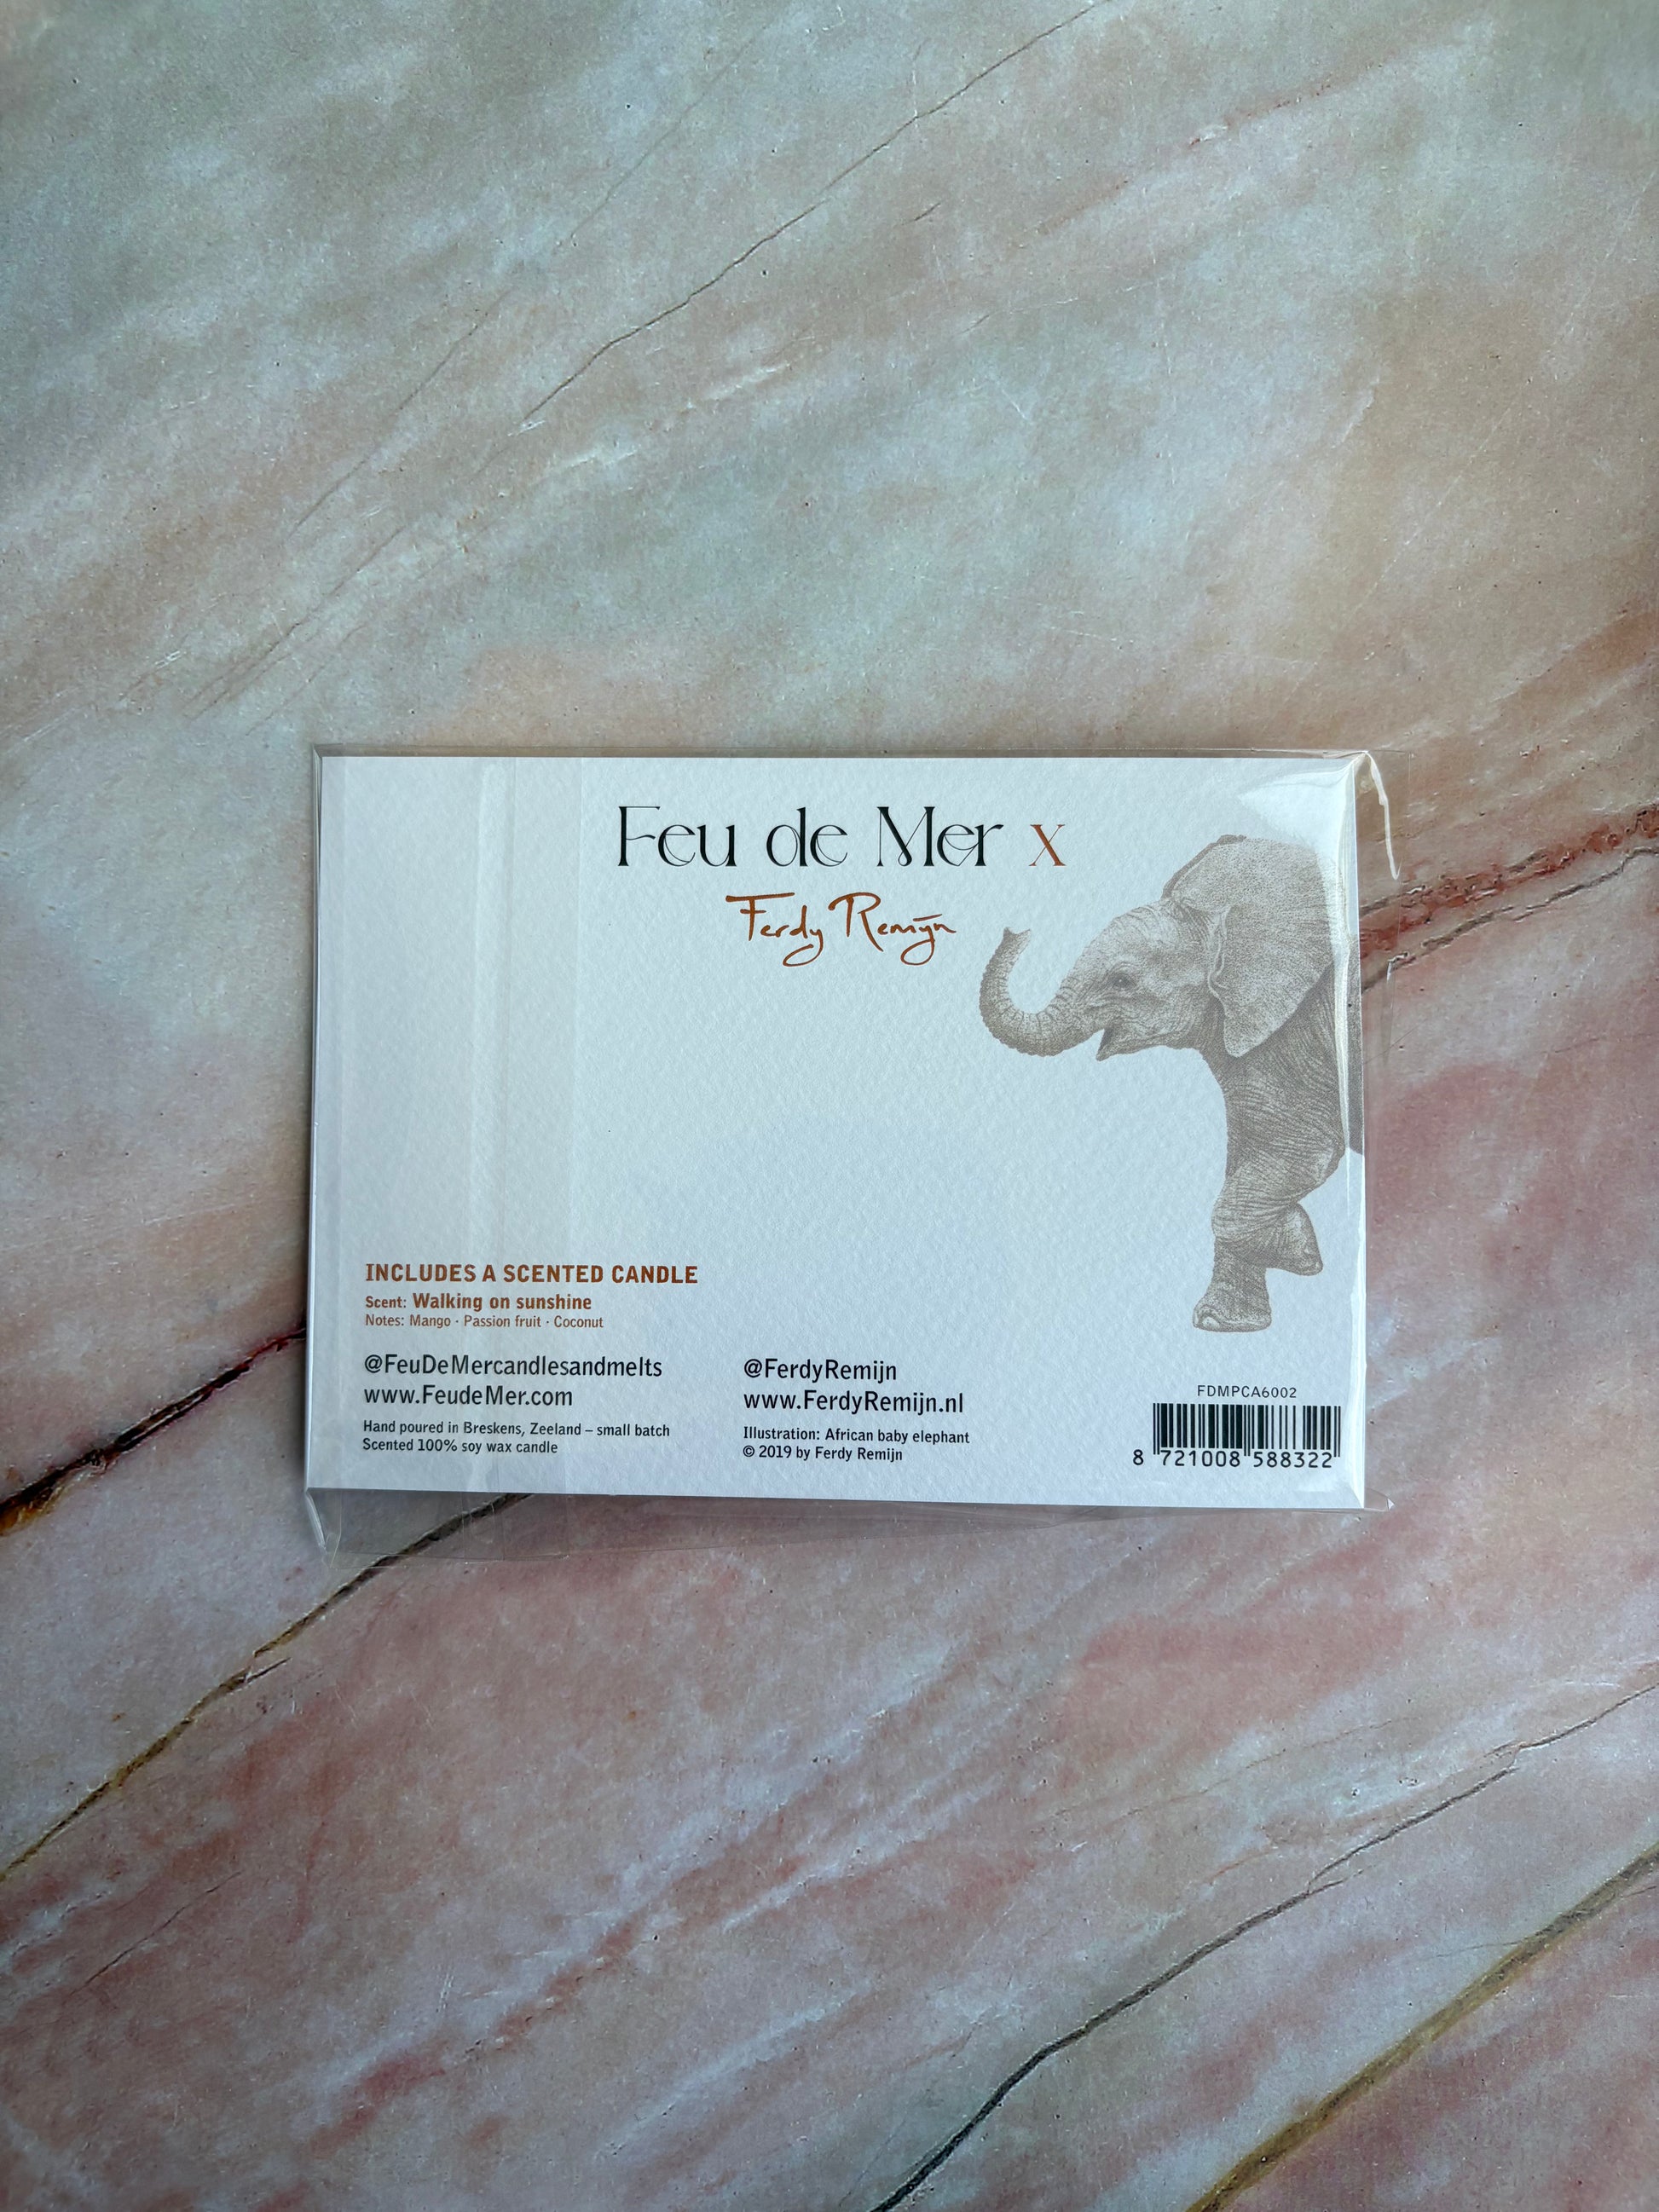 Feu de Mer x
Ferdy Remijn
INCLUDES A SCENTED CANDLE
Scent: Walking on sunshine
Notes: Mango · Passion fruit · Coconut
@FeuDeMercandlesandmelts
www.FeudeMer.com
Hand poured in Breskens, Zeeland – small batch
Scented 100% soy wax candle
@FerdyRemijn
www.FerdyRemijn.nl
Illustration: African baby elephant
© 2019 by Ferdy Remijn
FDMPCA6002
8 721008 588322